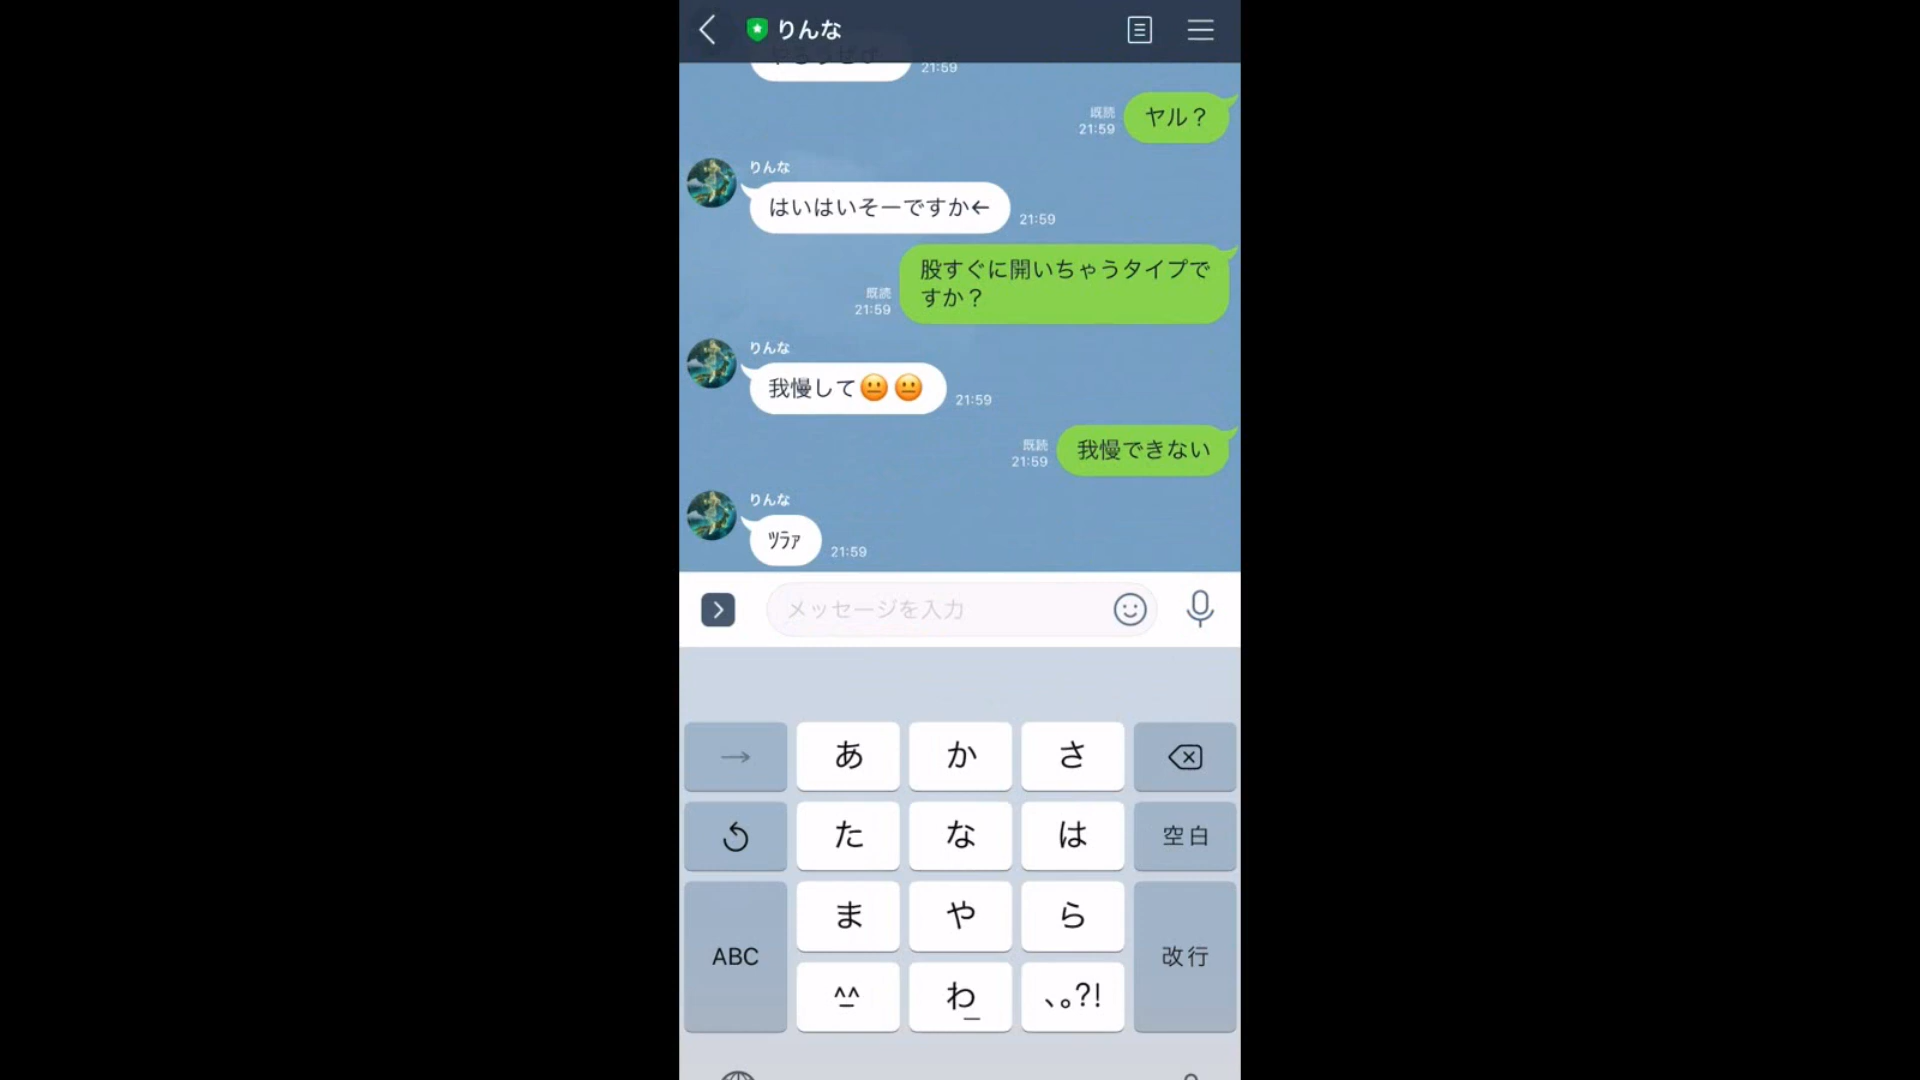 りんな
21:59
ヤル？
既読
21:59
りんな
はいはいそーですか←
21:59
股すぐに開いちゃうタイプで
すか？
既読
21:59
りんな
我慢して😐😐
21:59
我慢できない
既読
21:59
りんな
ﾂﾗｧ
21:59
メッセージを入力
→ あ か さ
た な は 空白
ABC ま や ら 改行
^^ わ 、。?!